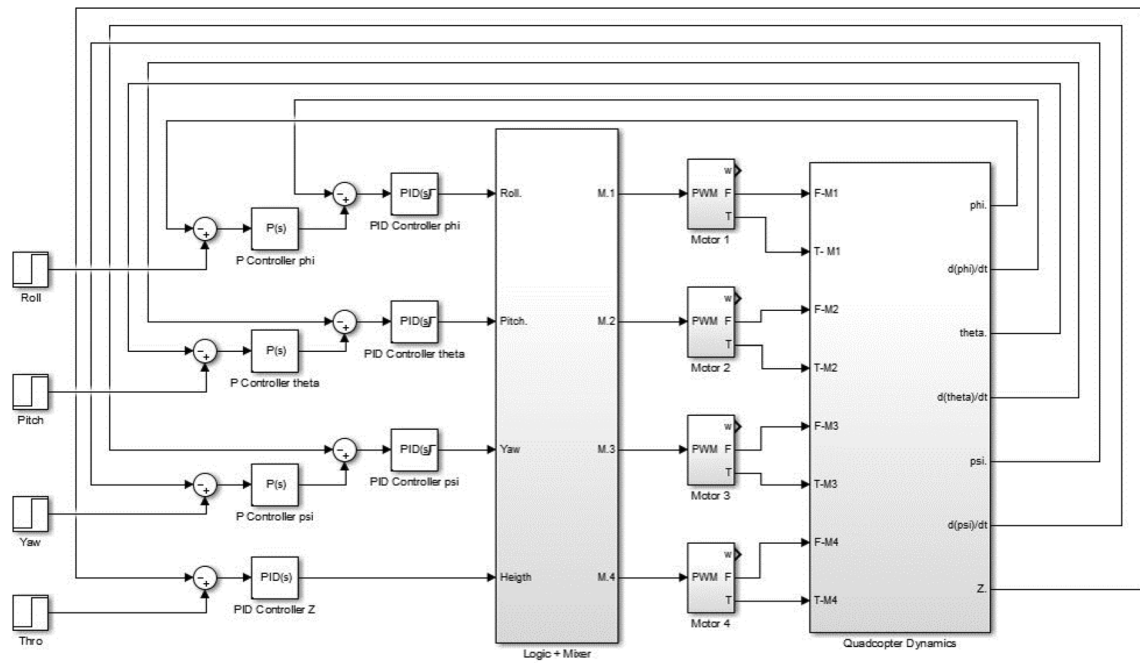 Roll
Pitch
Yaw
Thro
- +
P(s)
P Controller phi
- +
PID(s)
PID Controller phi
- +
P(s)
P Controller theta
- +
PID(s)
PID Controller theta
- +
P(s)
P Controller psi
- +
PID(s)
PID Controller psi
- +
PID(s)
PID Controller Z
Roll.
Pitch.
Yaw
Heigth
M.1
M.2
M.3
M.4
Logic + Mixer
w
PWM F
T
Motor 1
w
PWM F
T
Motor 2
w
PWM F
T
Motor 3
w
PWM F
T
Motor 4
F-M1
T- M1
F-M2
T-M2
F-M3
T-M3
F-M4
T-M4
phi.
d(phi)/dt
theta.
d(theta)/dt
psi.
d(psi)/dt
Z.
Quadcopter Dynamics